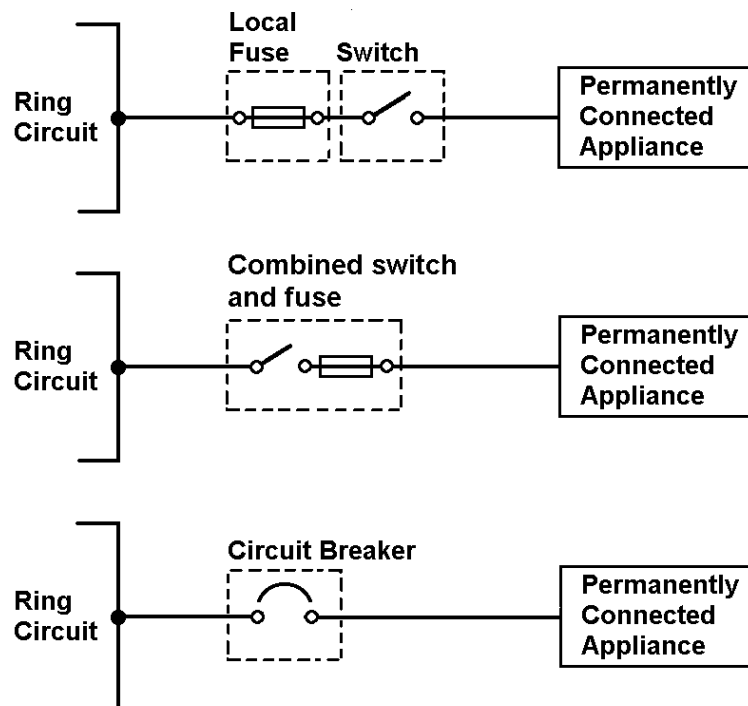 Local
Fuse
Switch
Ring
Circuit
Permanently
Connected
Appliance
Combined switch
and fuse
Ring
Circuit
Permanently
Connected
Appliance
Circuit Breaker
Ring
Circuit
Permanently
Connected
Appliance